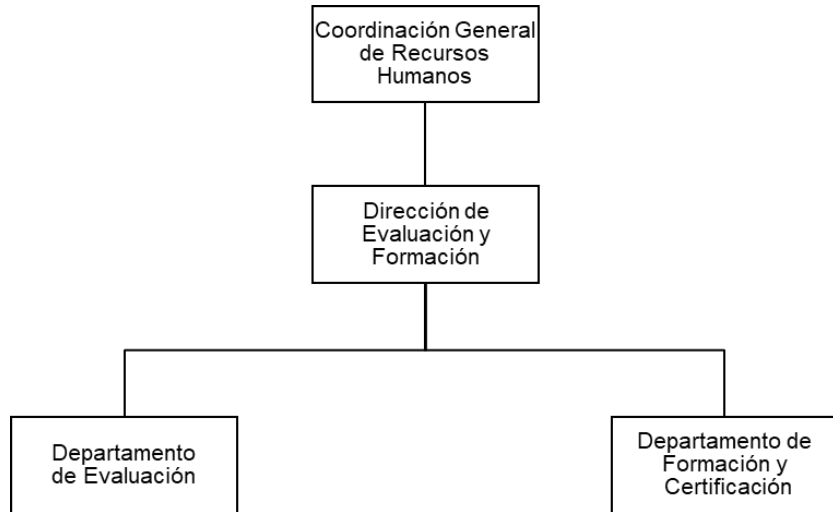 Coordinación General
de Recursos
Humanos
Dirección de
Evaluación y
Formación
Departamento
de Evaluación
Departamento de
Formación y
Certificación